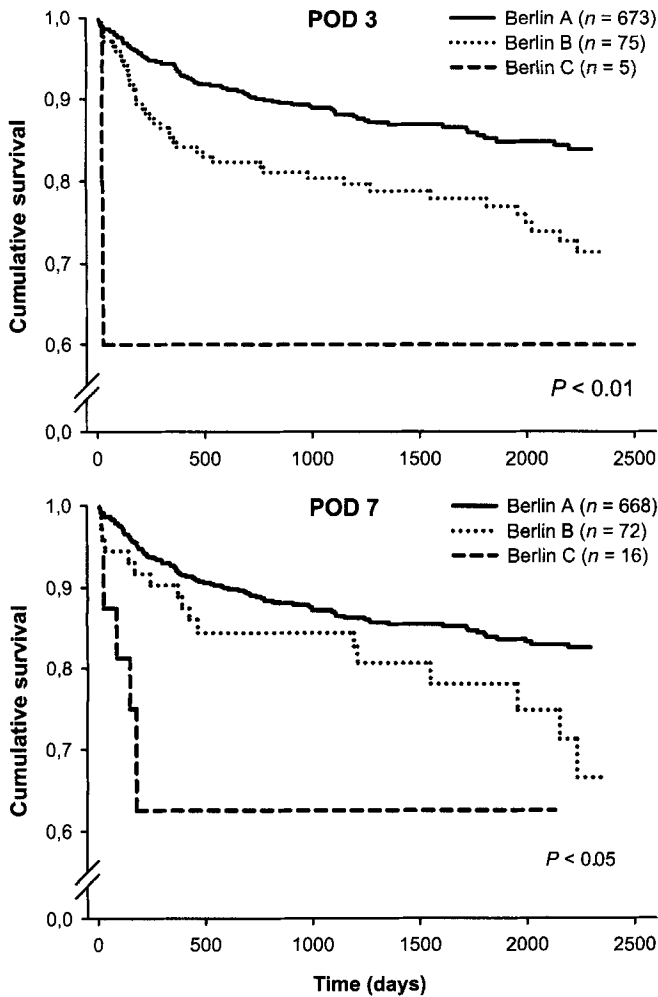 POD 3
Berlin A (n = 673)
Berlin B (n = 75)
Berlin C (n = 5)
Cumulative survival
1,0
0,9
0,8
0,7
0,6
0,0
P < 0.01
0 500 1000 1500 2000 2500
POD 7
Berlin A (n = 668)
Berlin B (n = 72)
Berlin C (n = 16)
Cumulative survival
1,0
0,9
0,8
0,7
0,6
0,0
P < 0.05
0 500 1000 1500 2000 2500
Time (days)